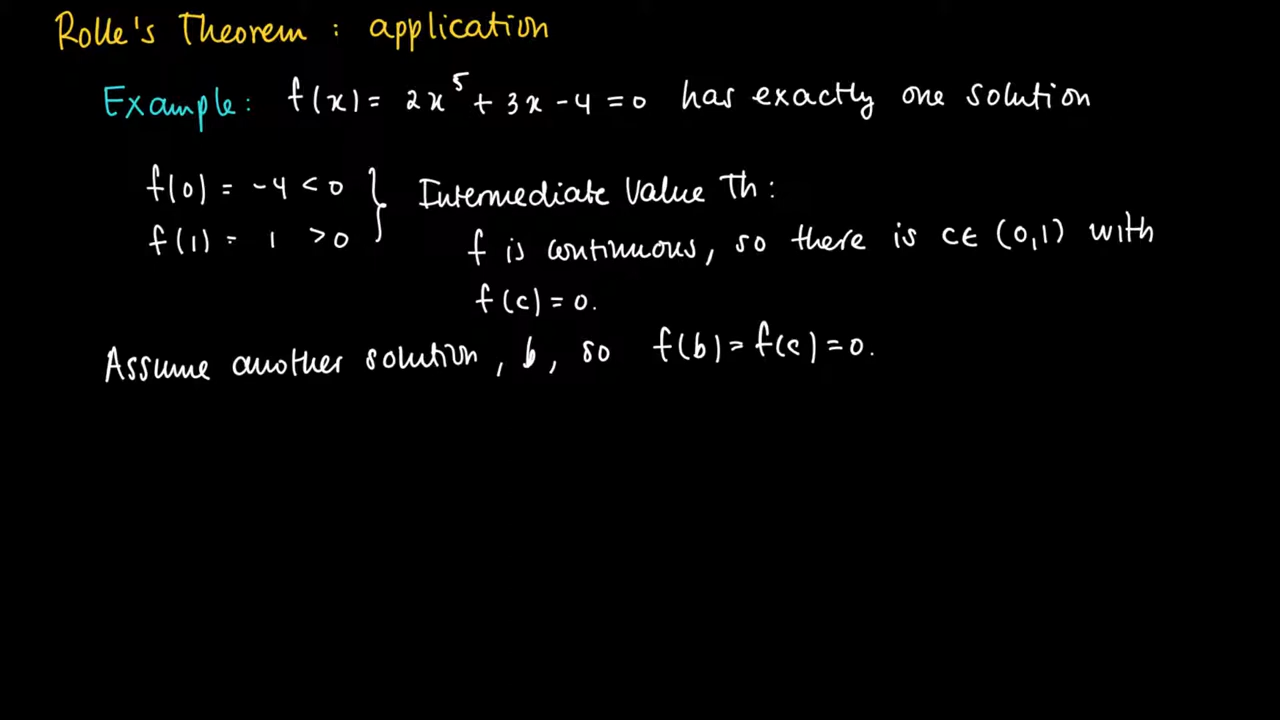 Rolle's Theorem : application
Example: f(x) = 2x⁵ + 3x - 4 = 0 has exactly one solution
f(0) = -4 < 0 } Intermediate Value Th:
f(1) = 1 > 0
f is continuous, so there is c ∈ (0,1) with
f(c) = 0.
Assume another solution, b, so f(b) = f(c) = 0.